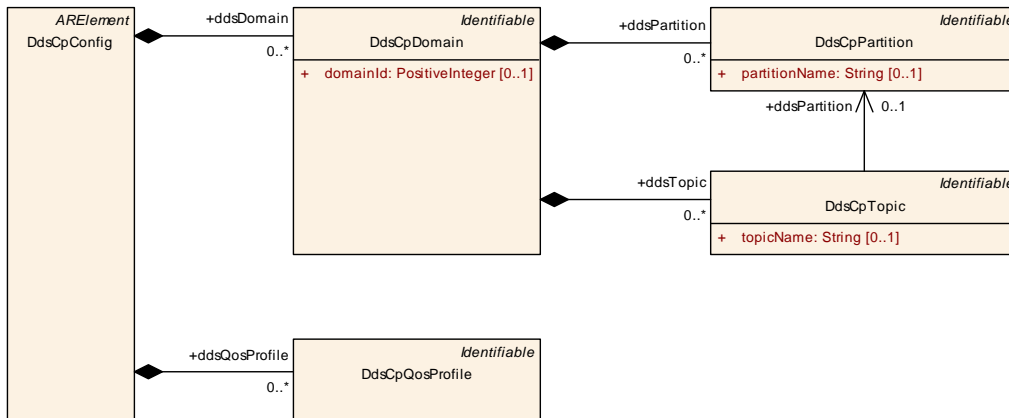 ARElement
DdsCpConfig
+ddsDomain
0..*
Identifiable
DdsCpDomain
+ domainId: PositiveInteger [0..1]
+ddsPartition
0..*
Identifiable
DdsCpPartition
+ partitionName: String [0..1]
+ddsPartition 0..1
+ddsTopic
0..*
Identifiable
DdsCpTopic
+ topicName: String [0..1]
+ddsQosProfile
0..*
Identifiable
DdsCpQosProfile